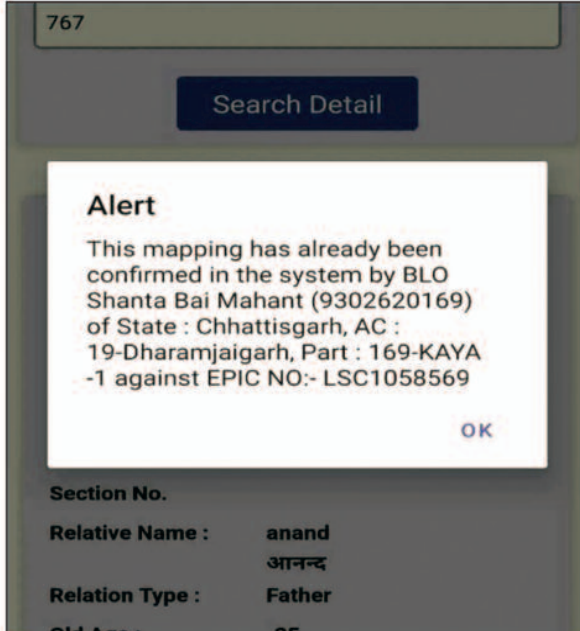 767
Search Detail
Alert
This mapping has already been
confirmed in the system by BLO
Shanta Bai Mahant (9302620169)
of State : Chhattisgarh, AC :
19-Dharamjaigarh, Part : 169-KAYA
-1 against EPIC NO:- LSC1058569
OK
Section No.
Relative Name : anand
आनन्द
Relation Type : Father